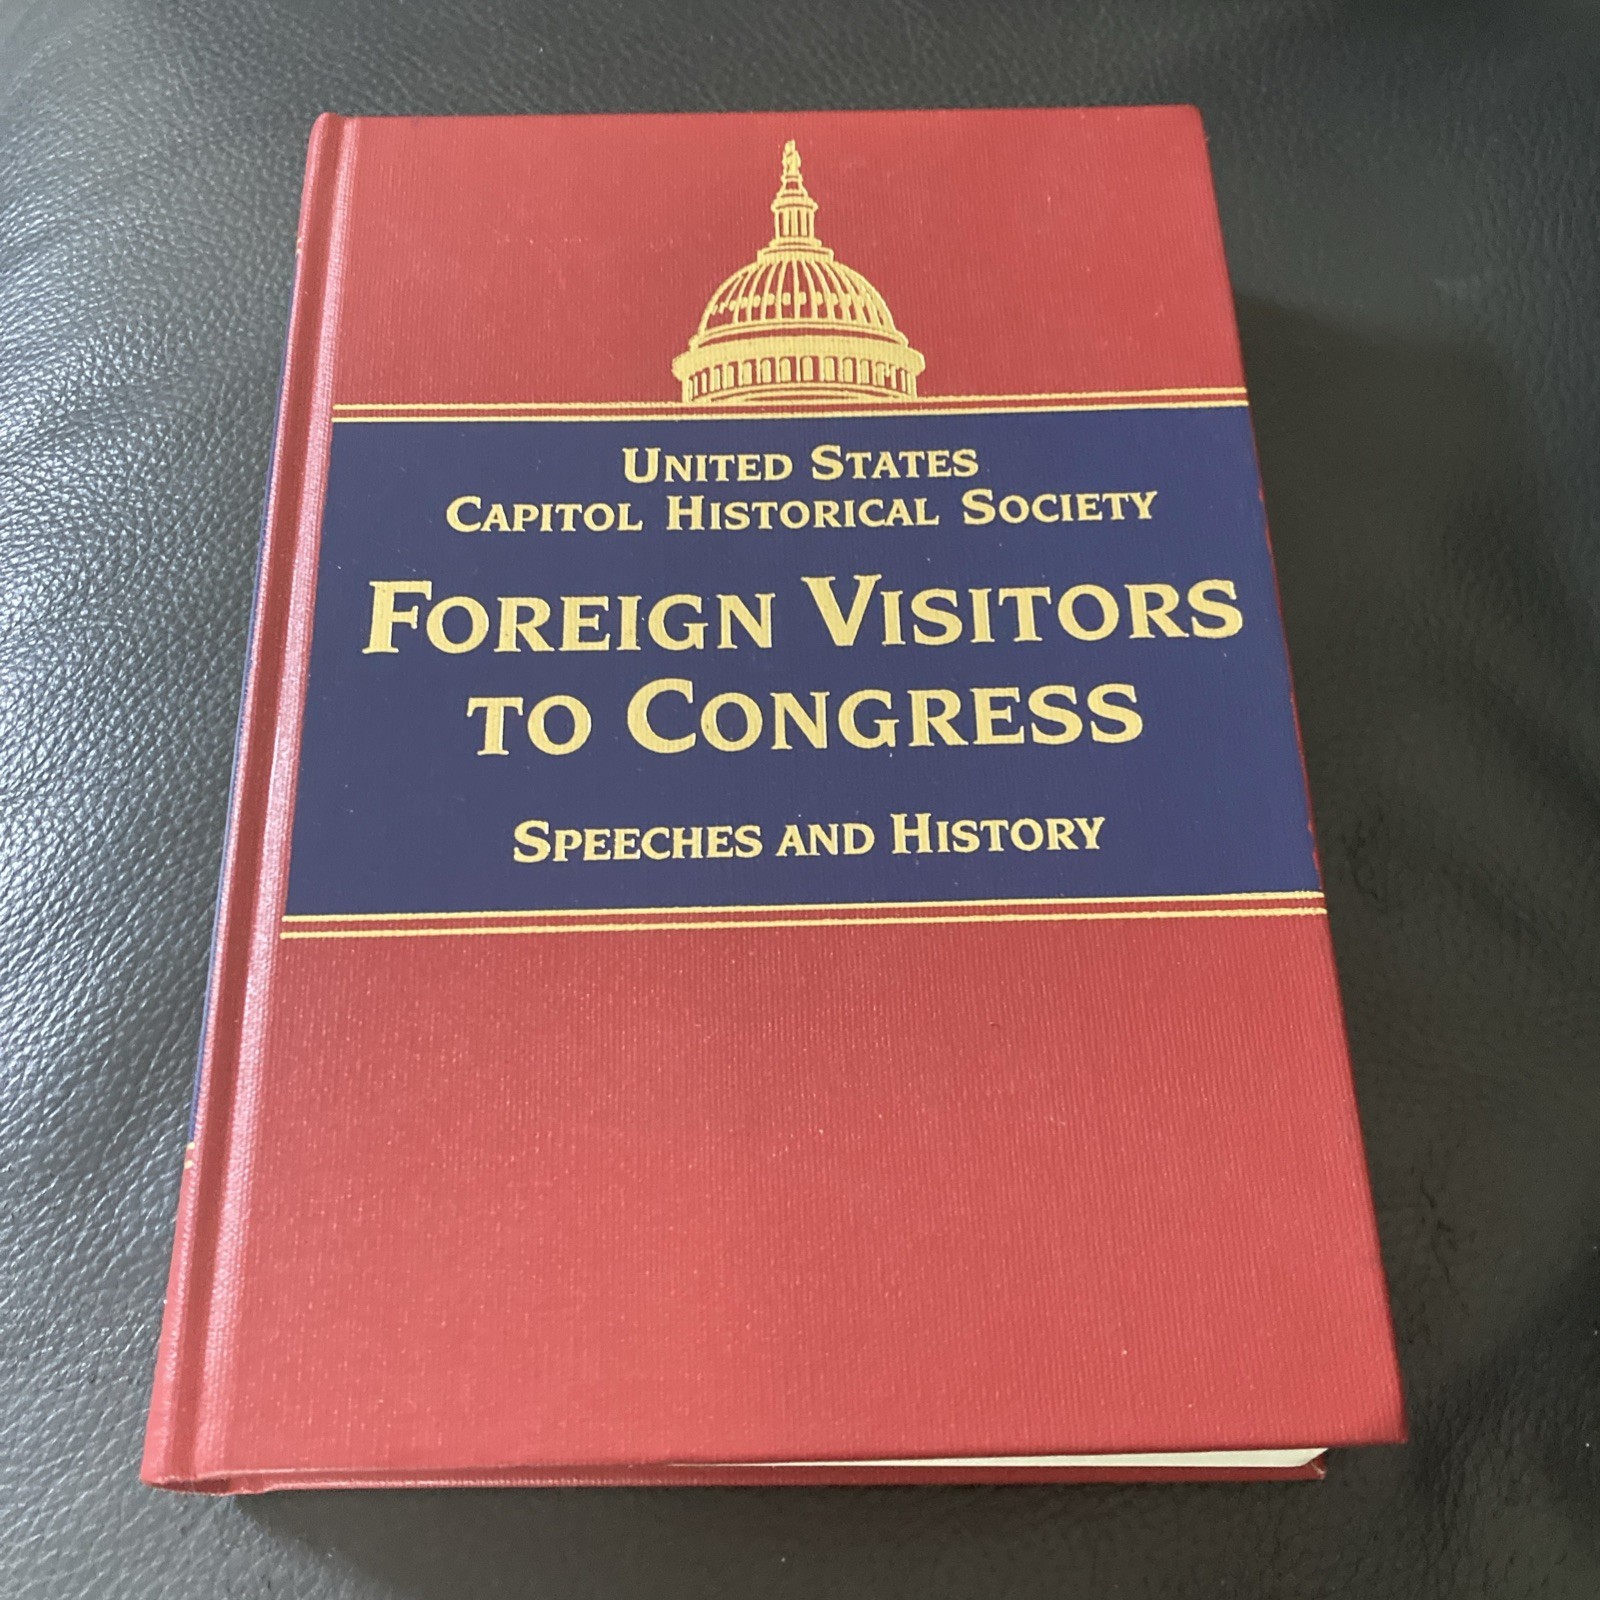 UNITED STATES
CAPITOL HISTORICAL SOCIETY
FOREIGN VISITORS
TO CONGRESS
SPEECHES AND HISTORY